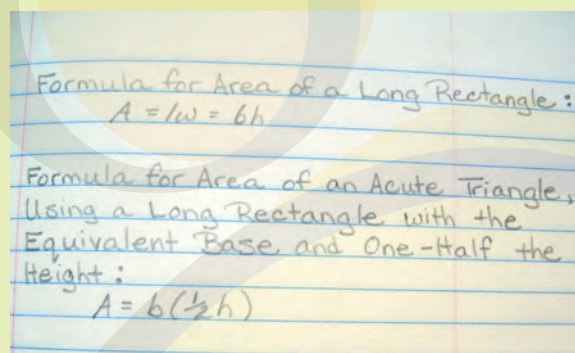 Formula for Area of a Long Rectangle:
A = lw = bh
Formula for Area of an Acute Triangle,
Using a Long Rectangle with the
Equivalent Base and One-Half the
Height:
A = b(½h)